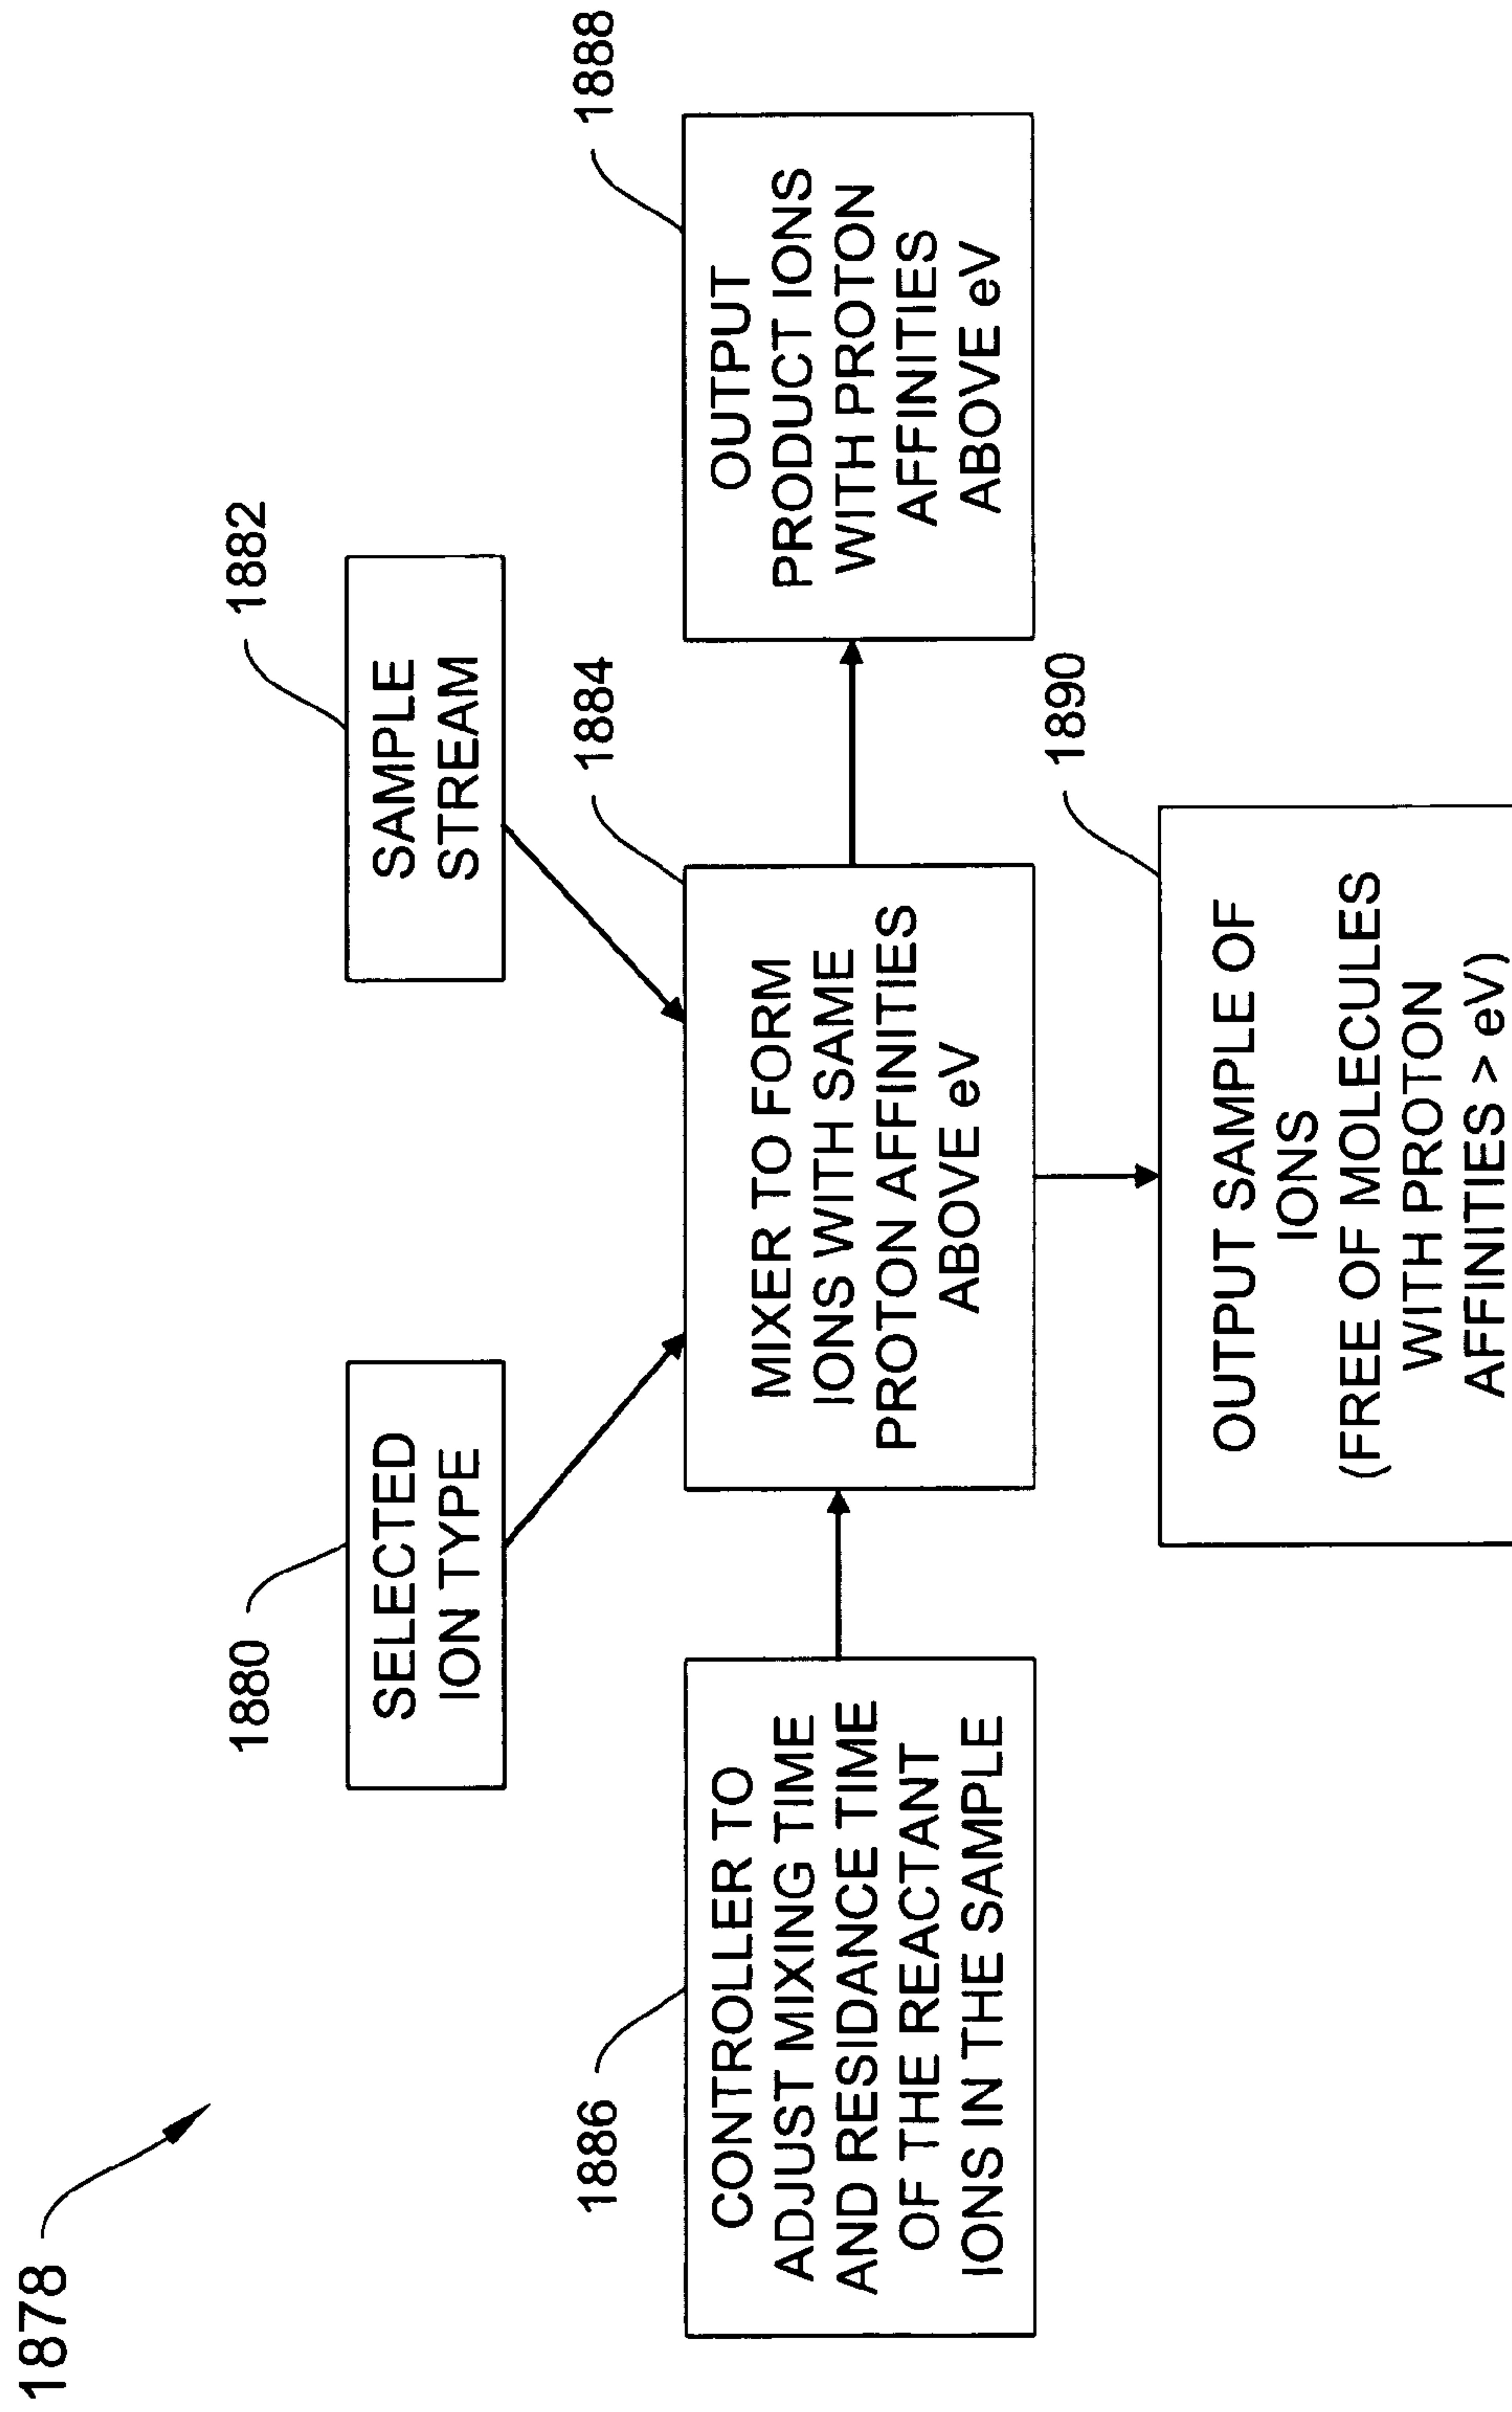 1878
1880
SELECTED
ION TYPE
1882
SAMPLE
STREAM
1886
CONTROLLER TO
ADJUST MIXING TIME
AND RESIDANCE TIME
OF THE REACTANT
IONS IN THE SAMPLE
1884
MIXER TO FORM
IONS WITH SAME
PROTON AFFINITIES
ABOVE eV
1888
OUTPUT
PRODUCT IONS
WITH PROTON
AFFINITIES
ABOVE eV
1890
OUTPUT SAMPLE OF
IONS
(FREE OF MOLECULES
WITH PROTON
AFFINITIES > eV)